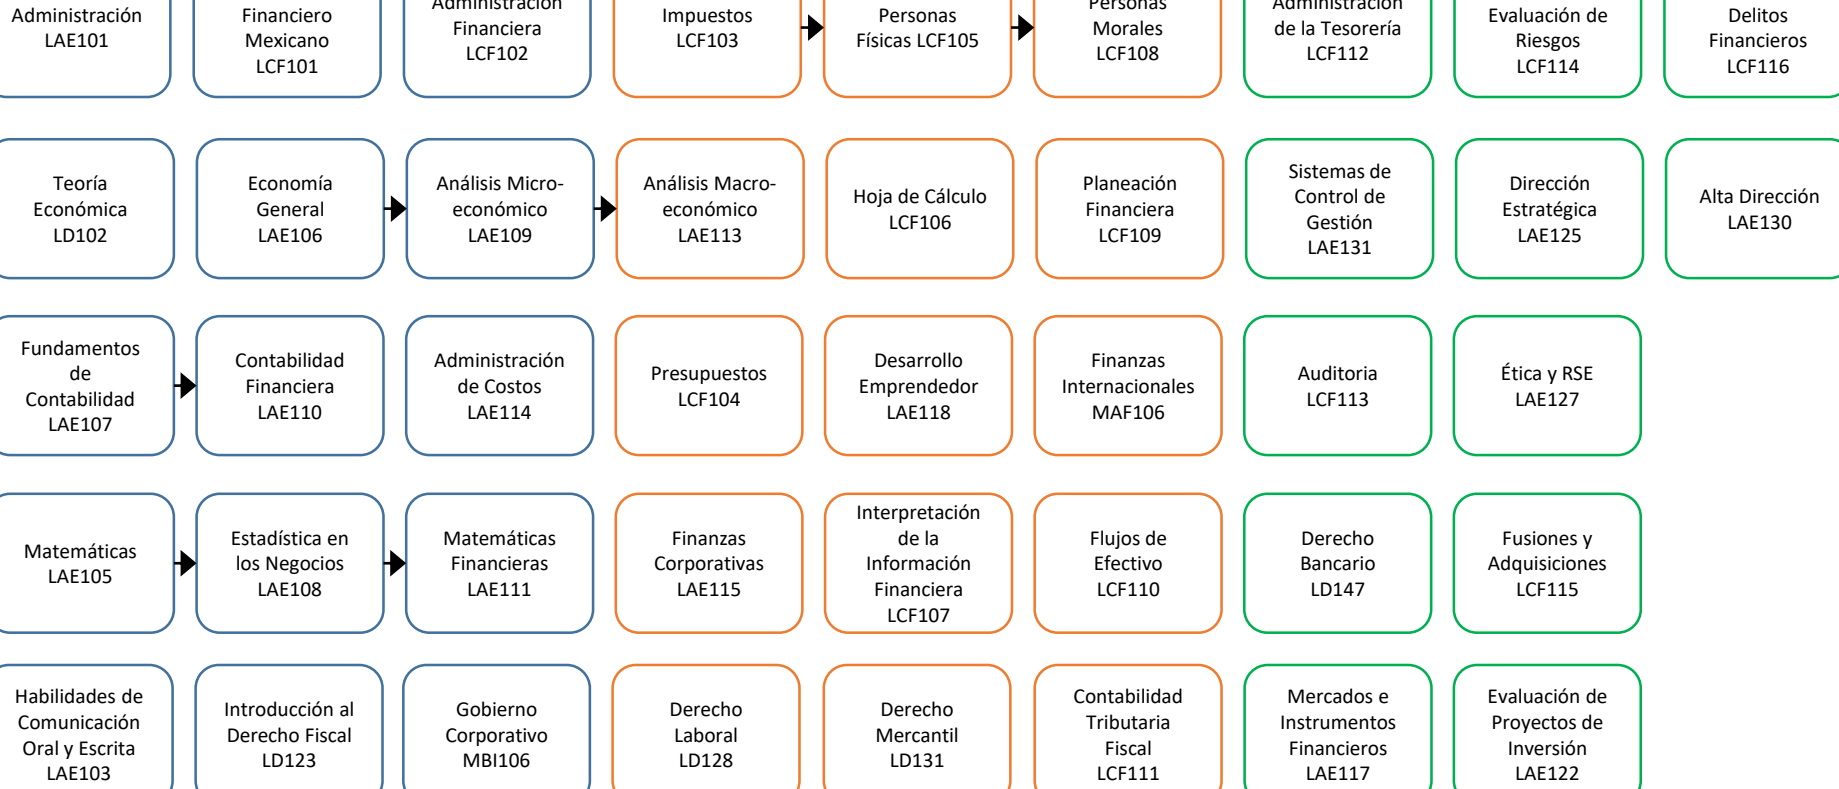 Administración
LAE101
Financiero
Mexicano
LCF101
Administración
Financiera
LCF102
Impuestos
LCF103
Personas
Físicas LCF105
Personas
Morales
LCF108
Administración
de la Tesorería
LCF112
Evaluación de
Riesgos
LCF114
Delitos
Financieros
LCF116
Teoría
Económica
LD102
Economía
General
LAE106
Análisis Micro-
económico
LAE109
Análisis Macro-
económico
LAE113
Hoja de Cálculo
LCF106
Planeación
Financiera
LCF109
Sistemas de
Control de
Gestión
LAE131
Dirección
Estratégica
LAE125
Alta Dirección
LAE130
Fundamentos
de
Contabilidad
LAE107
Contabilidad
Financiera
LAE110
Administración
de Costos
LAE114
Presupuestos
LCF104
Desarrollo
Emprendedor
LAE118
Finanzas
Internacionales
MAF106
Auditoria
LCF113
Ética y RSE
LAE127
Matemáticas
LAE105
Estadística en
los Negocios
LAE108
Matemáticas
Financieras
LAE111
Finanzas
Corporativas
LAE115
Interpretación
de la
Información
Financiera
LCF107
Flujos de
Efectivo
LCF110
Derecho
Bancario
LD147
Fusiones y
Adquisiciones
LCF115
Habilidades de
Comunicación
Oral y Escrita
LAE103
Introducción al
Derecho Fiscal
LD123
Gobierno
Corporativo
MBI106
Derecho
Laboral
LD128
Derecho
Mercantil
LD131
Contabilidad
Tributaria
Fiscal
LCF111
Mercados e
Instrumentos
Financieros
LAE117
Evaluación de
Proyectos de
Inversión
LAE122